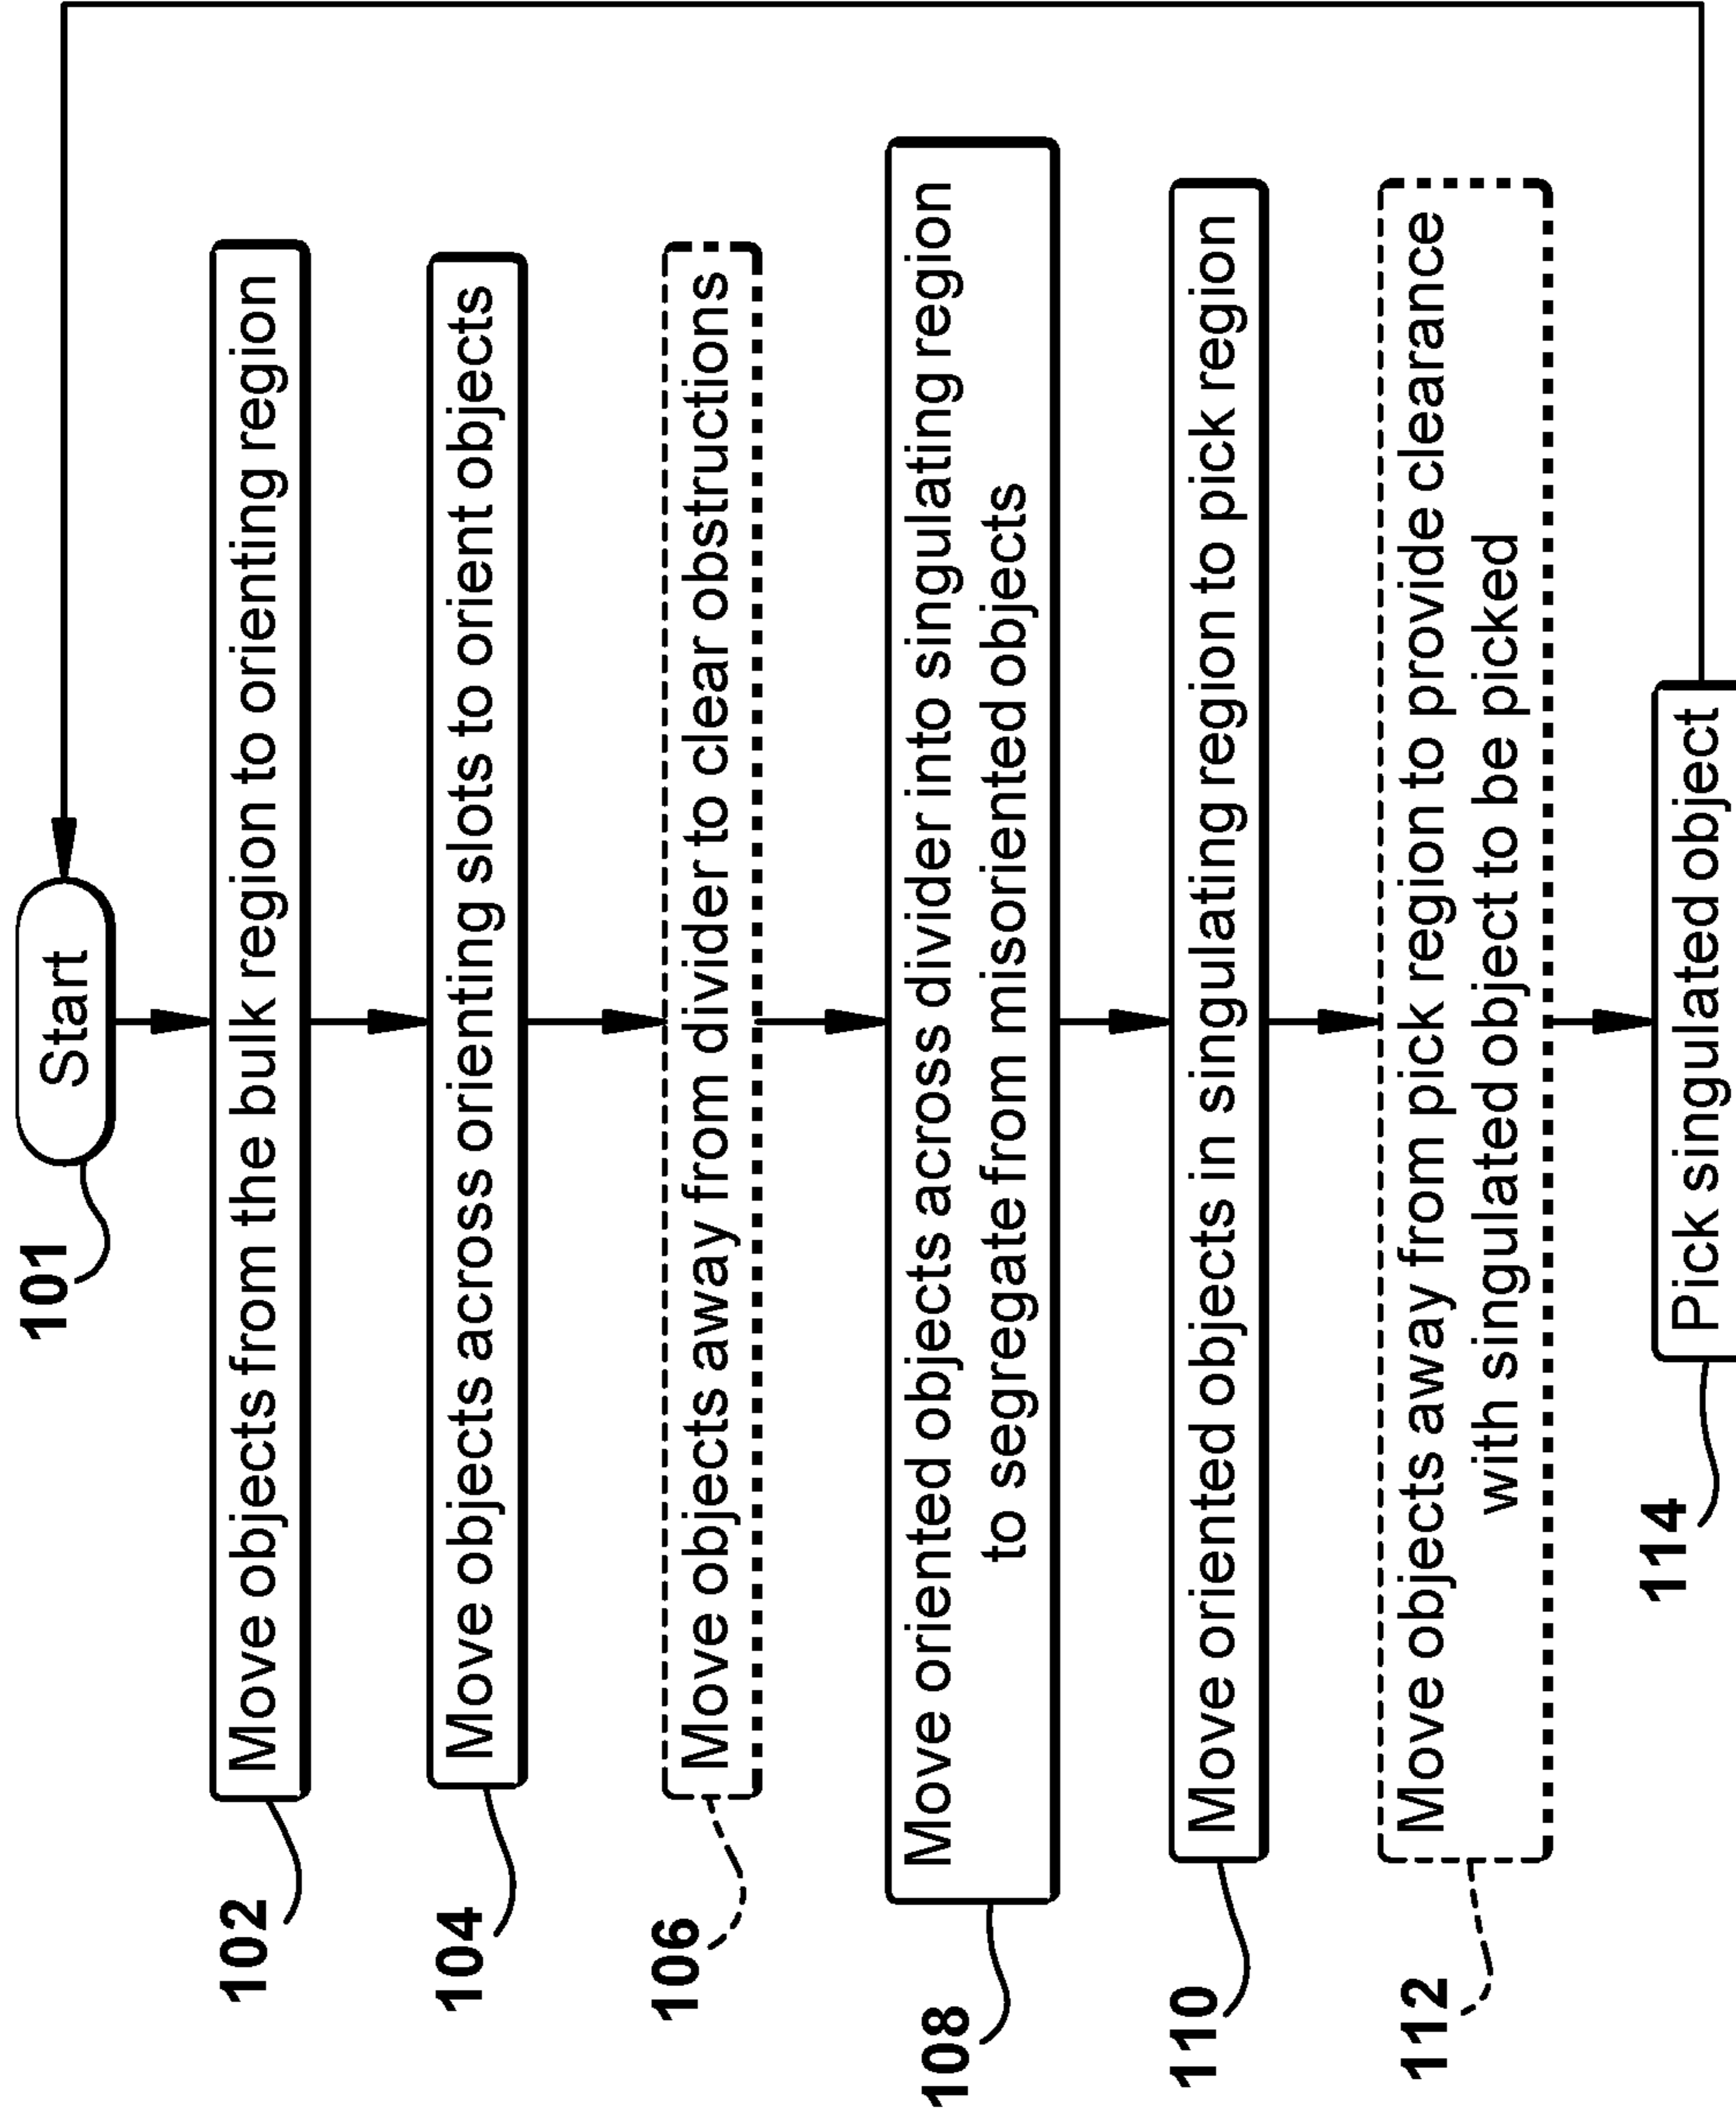 Start
101
Move objects from the bulk region to orienting region
102
Move objects across orienting slots to orient objects
104
Move objects away from divider to clear obstructions
106
Move oriented objects across divider into singulating region
to segregate from misoriented objects
108
Move oriented objects in singulating region to pick region
110
Move objects away from pick region to provide clearance
with singulated object to be picked
112
Pick singulated object
114